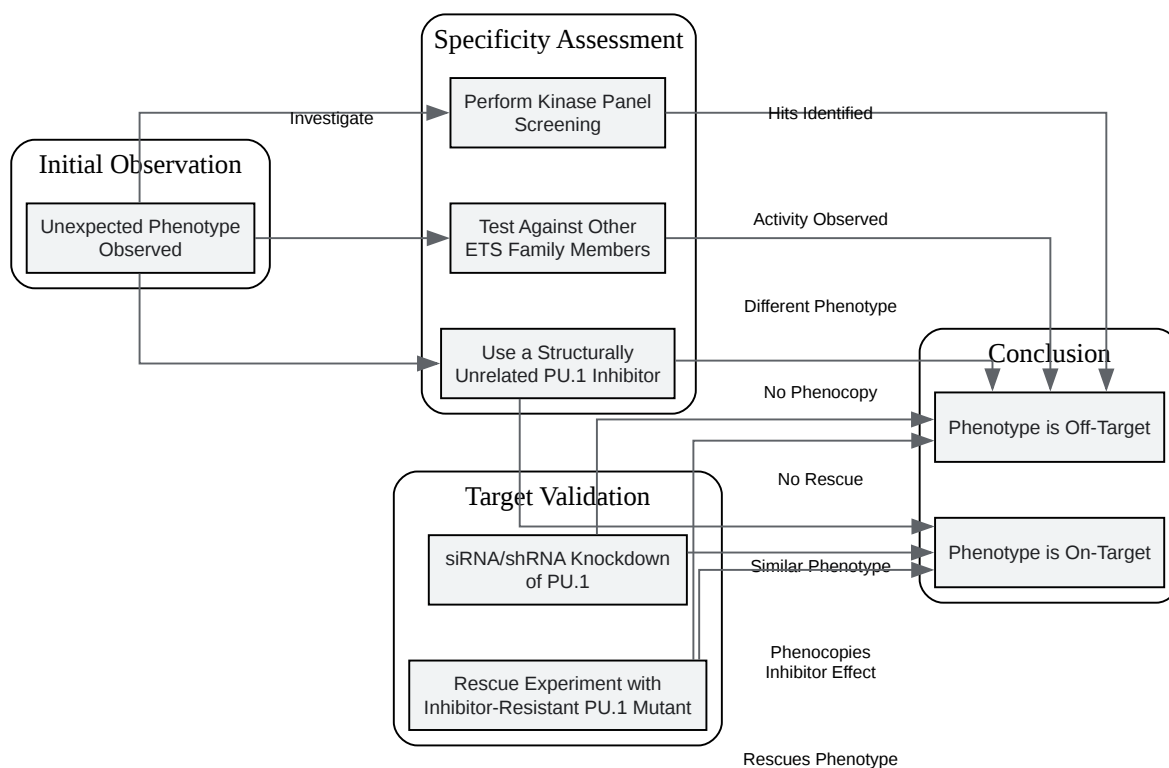 Specificity Assessment
Perform Kinase Panel
Screening
Investigate
Hits Identified
Initial Observation
Unexpected Phenotype
Observed
Test Against Other
ETS Family Members
Activity Observed
Different Phenotype
Use a Structurally
Unrelated PU.1 Inhibitor
Conclusion
No Phenocopy
Phenotype is Off-Target
No Rescue
Target Validation
siRNA/shRNA Knockdown
of PU.1
Similar Phenotype
Phenotype is On-Target
Phenocopies
Inhibitor Effect
Rescue Experiment with
Inhibitor-Resistant PU.1 Mutant
Rescues Phenotype